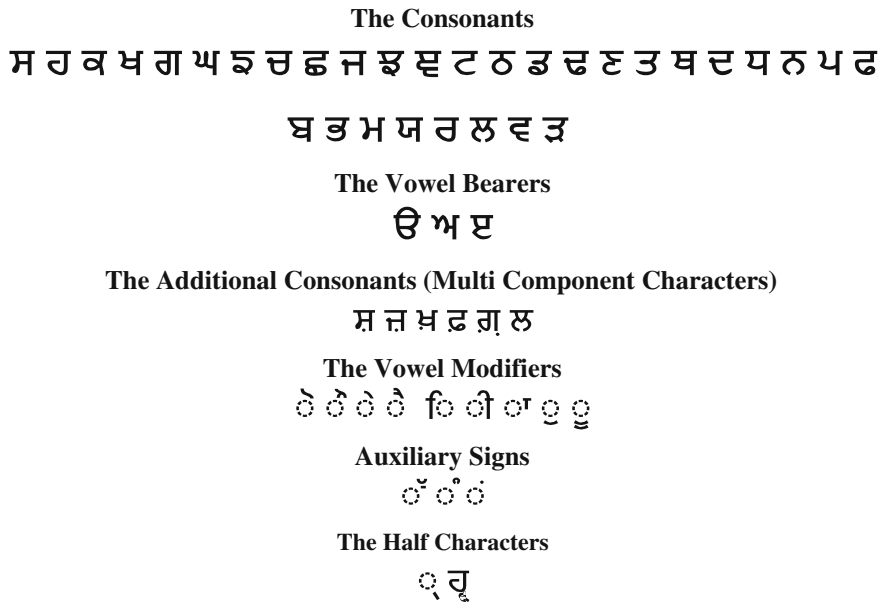 The Consonants
ਸ ਹ ਕ ਖ ਗ ਘ ਙ ਚ ਛ ਜ ਝ ਞ ਟ ਠ ਡ ਢ ਣ ਤ ਥ ਦ ਧ ਨ ਪ ਫ
ਬ ਭ ਮ ਯ ਰ ਲ ਵ ੜ
The Vowel Bearers
ੳ ਅ ੲ
The Additional Consonants (Multi Component Characters)
ਸ਼ ਜ਼ ਖ਼ ਫ਼ ਗ਼ ਲ
The Vowel Modifiers
◌ੋ ◌ੌ ◌ੇ ◌ੈ ਿ◌ ◌ੀ ◌ਾ ◌ੁ ◌ੂ
Auxiliary Signs
◌ੱ ◌ੰ ◌ਂ
The Half Characters
◌੍